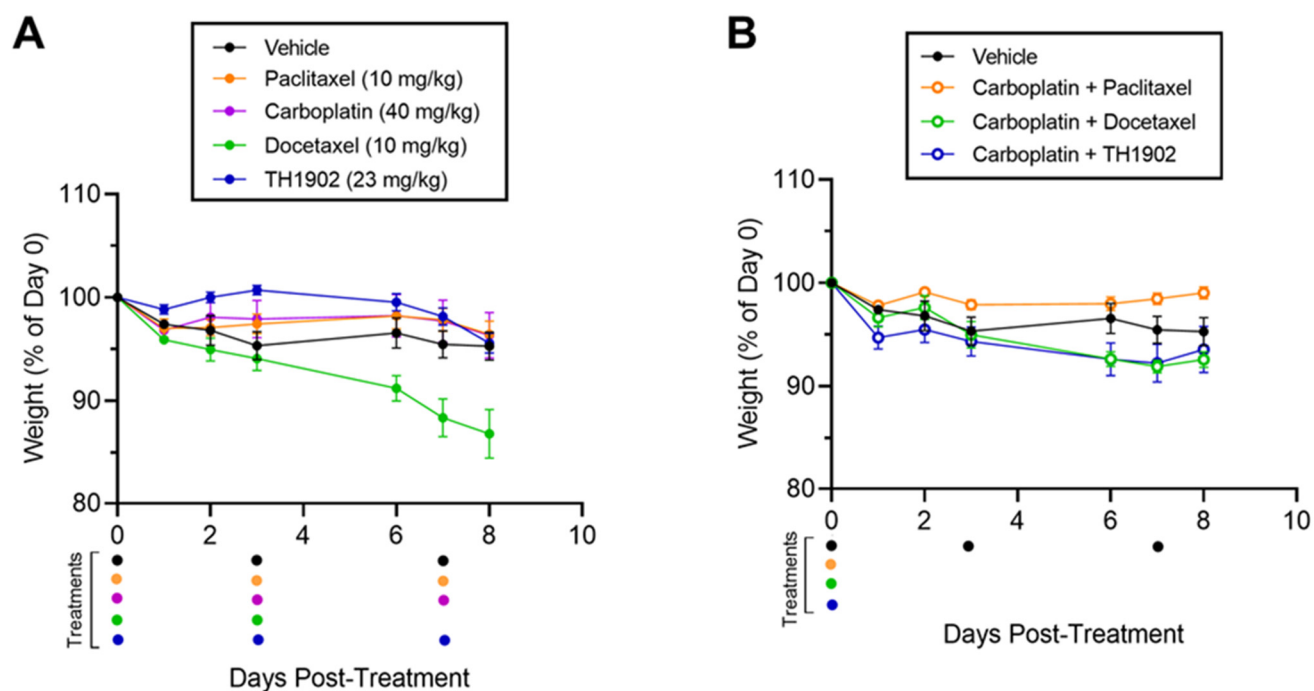 A
Vehicle
Paclitaxel (10 mg/kg)
Carboplatin (40 mg/kg)
Docetaxel (10 mg/kg)
TH1902 (23 mg/kg)
Weight (% of Day 0)
110
100
90
80
0 2 4 6 8 10
Treatments
Days Post-Treatment
B
Vehicle
Carboplatin + Paclitaxel
Carboplatin + Docetaxel
Carboplatin + TH1902
Weight (% of Day 0)
110
100
90
80
0 2 4 6 8 10
Treatments
Days Post-Treatment